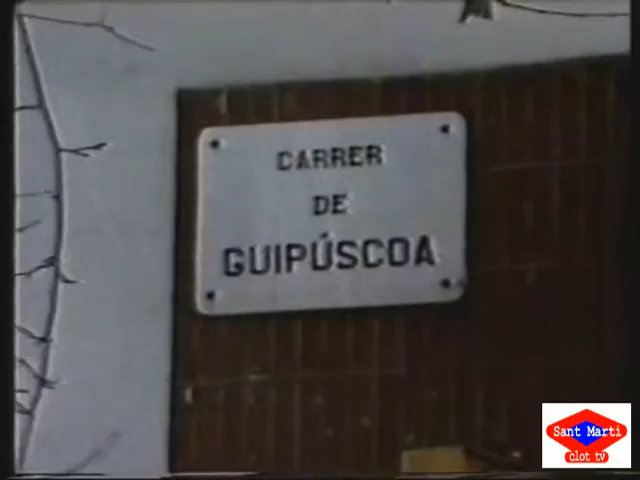 CARRER
DE
GUIPÚSCOA
Sant Martí
clot tv